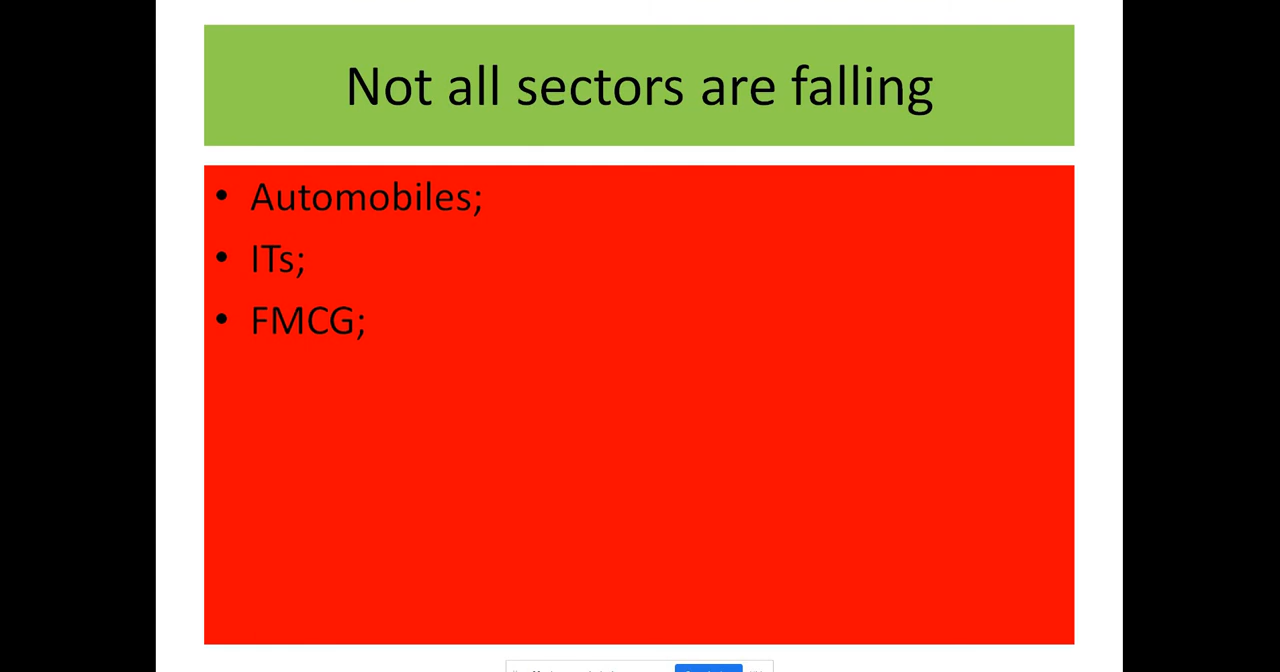 Not all sectors are falling
• Automobiles;
• ITs;
• FMCG;